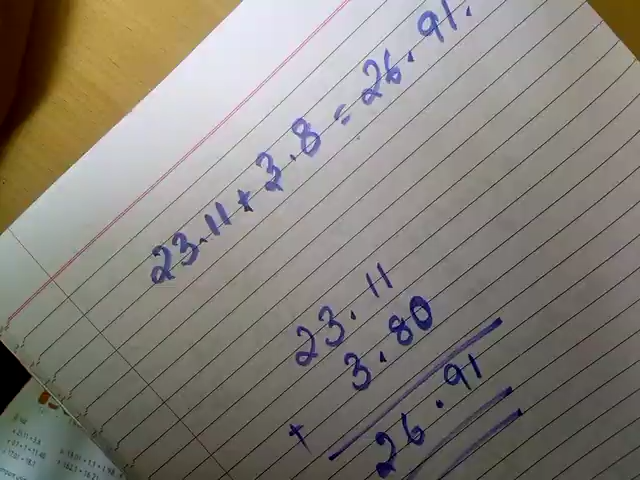 23.11 + 3.8 = 26.91.
23.11
3.80
+
26.91